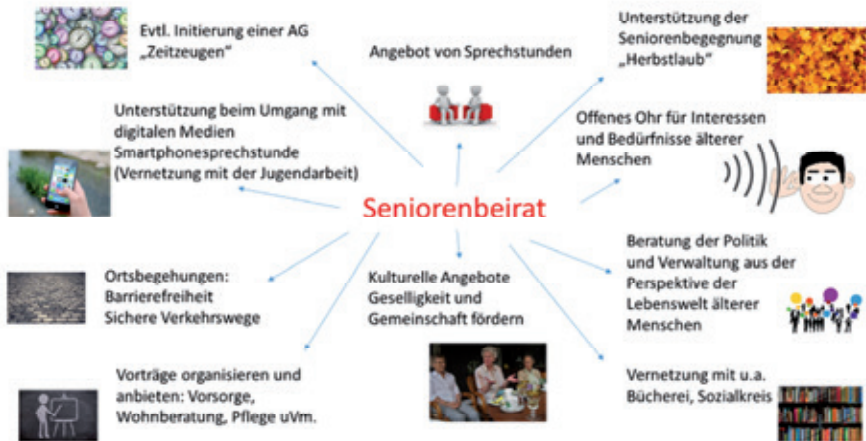 Evtl. Initierung einer AG
„Zeitzeugen“
Angebot von Sprechstunden
Unterstützung der
Seniorenbegegnung
„Herbstlaub“
Unterstützung beim Umgang mit
digitalen Medien
Smartphonesprechstunde
(Vernetzung mit der Jugendarbeit)
Offenes Ohr für Interessen
und Bedürfnisse älterer
Menschen
Seniorenbeirat
Ortsbegehungen:
Barrierefreiheit
Sichere Verkehrswege
Kulturelle Angebote
Geselligkeit und
Gemeinschaft fördern
Beratung der Politik
und Verwaltung aus der
Perspektive der
Lebenswelt älterer
Menschen
Vorträge organisieren und
anbieten: Vorsorge,
Wohnberatung, Pflege uVm.
Vernetzung mit u.a.
Bücherei, Sozialkreis